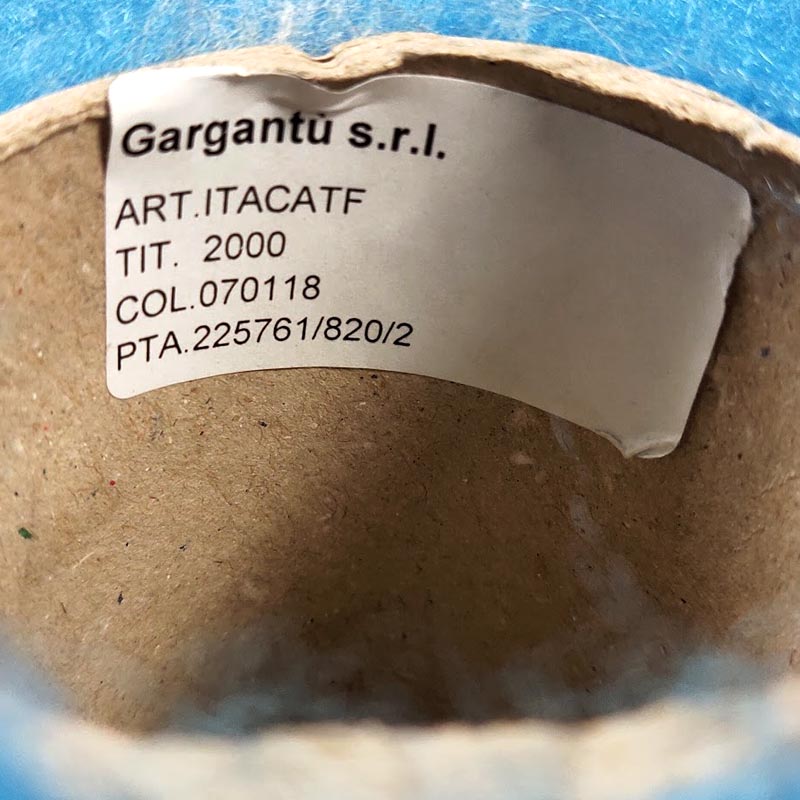 Gargantù s.r.l.
ART.ITACATF
TIT. 2000
COL.070118
PTA.225761/820/2